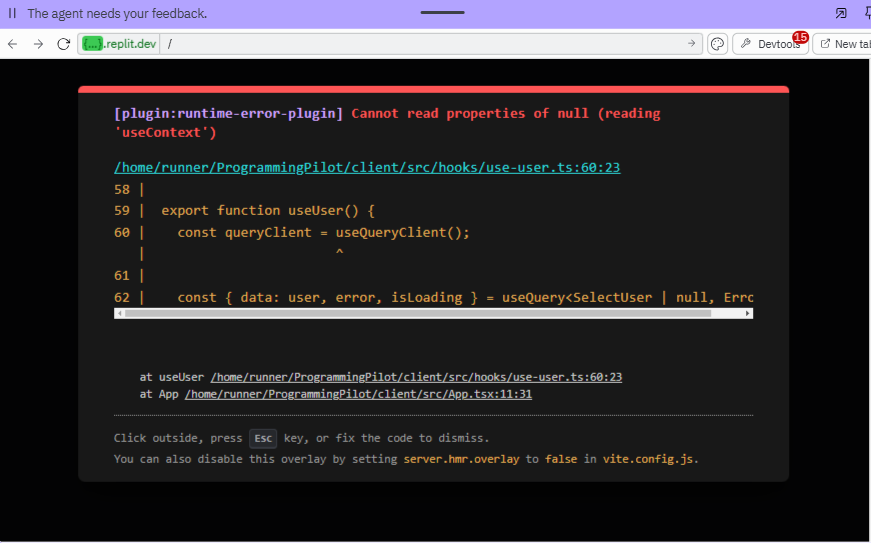 The agent needs your feedback.
{...}.replit.dev /
Devtools 15
New tab
[plugin:runtime-error-plugin] Cannot read properties of null (reading
'useContext')
/home/runner/ProgrammingPilot/client/src/hooks/use-user.ts:60:23
58 |
59 | export function useUser() {
60 | const queryClient = useQueryClient();
| ^
61 |
62 | const { data: user, error, isLoading } = useQuery<SelectUser | null, Erro
at useUser /home/runner/ProgrammingPilot/client/src/hooks/use-user.ts:60:23
at App /home/runner/ProgrammingPilot/client/src/App.tsx:11:31
Click outside, press Esc key, or fix the code to dismiss.
You can also disable this overlay by setting server.hmr.overlay to false in vite.config.js.